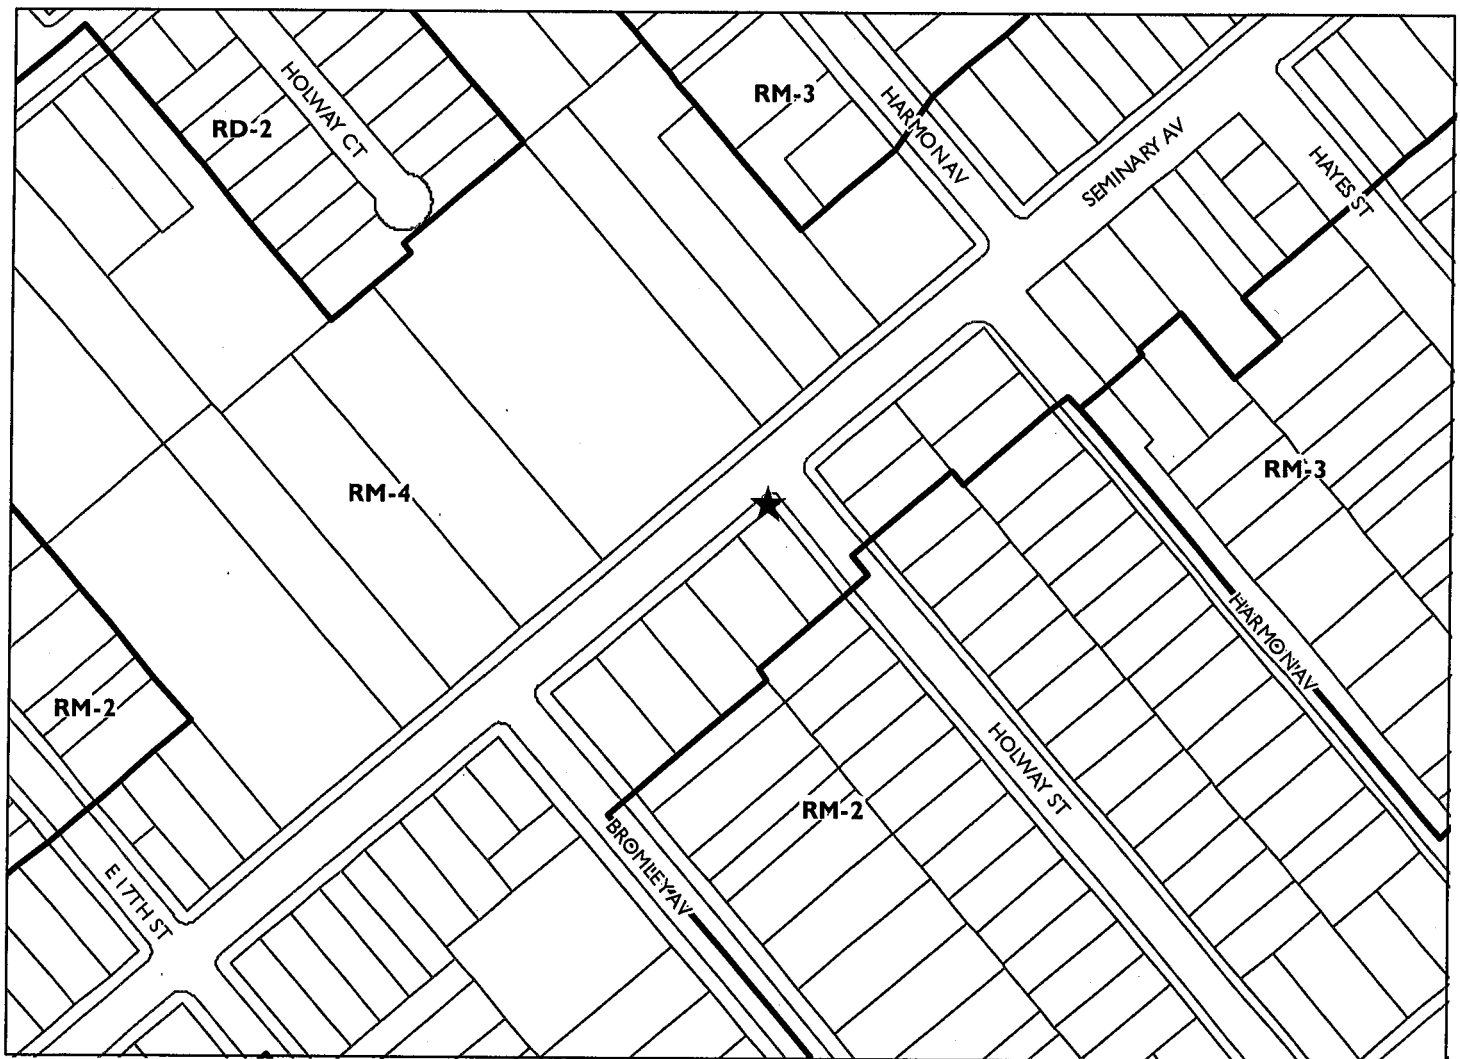 RM-3
HOLWAY CT
HARMON AV
RD-2
SEMINARY AV
HAYES ST
RM-3
RM-4
HARMON AV
RM-2
HOLWAY ST
RM-2
BROMLEY AV
E 17TH ST